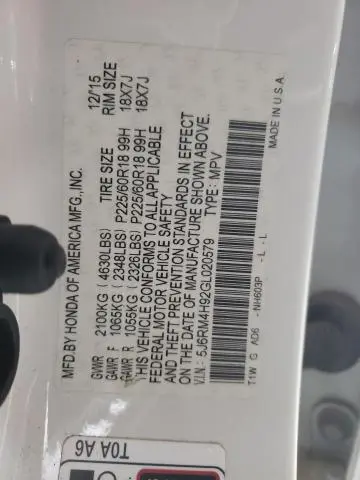 MFD.BY HONDA OF AMERICA MFG.,INC. 12/15
GVWR 2100KG ( 4630LBS) TIRE SIZE RIM SIZE
GAWR F 1065KG ( 2348LBS) P225/60R18 99H 18X7J
GAWR R 1055KG ( 2326LBS) P225/60R18 99H 18X7J
THIS VEHICLE CONFORMS TO ALL APPLICABLE
FEDERAL MOTOR VEHICLE SAFETY
AND THEFT PREVENTION STANDARDS IN EFFECT
ON THE DATE OF MANUFACTURE SHOWN ABOVE.
V.I.N.: 5J6RM4H92GL020579 TYPE: MPV
T1W G AD6 -NH603P -L -L MADE IN U.S.A.
T0A A6